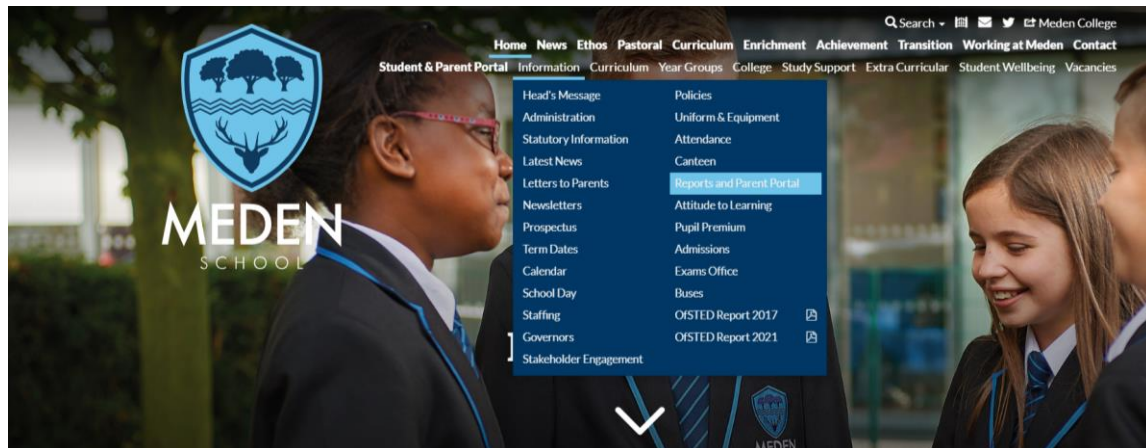 Search Meden College
Home News Ethos Pastoral Curriculum Enrichment Achievement Transition Working at Meden Contact
Student & Parent Portal Information Curriculum Year Groups College Study Support Extra Curricular Student Wellbeing Vacancies
MEDEN
SCHOOL
Head's Message
Administration
Statutory Information
Latest News
Letters to Parents
Newsletters
Prospectus
Term Dates
Calendar
School Day
Staffing
Governors
Stakeholder Engagement
Policies
Uniform & Equipment
Attendance
Canteen
Reports and Parent Portal
Attitude to Learning
Pupil Premium
Admissions
Exams Office
Buses
OfSTED Report 2017
OfSTED Report 2021
MEDEN